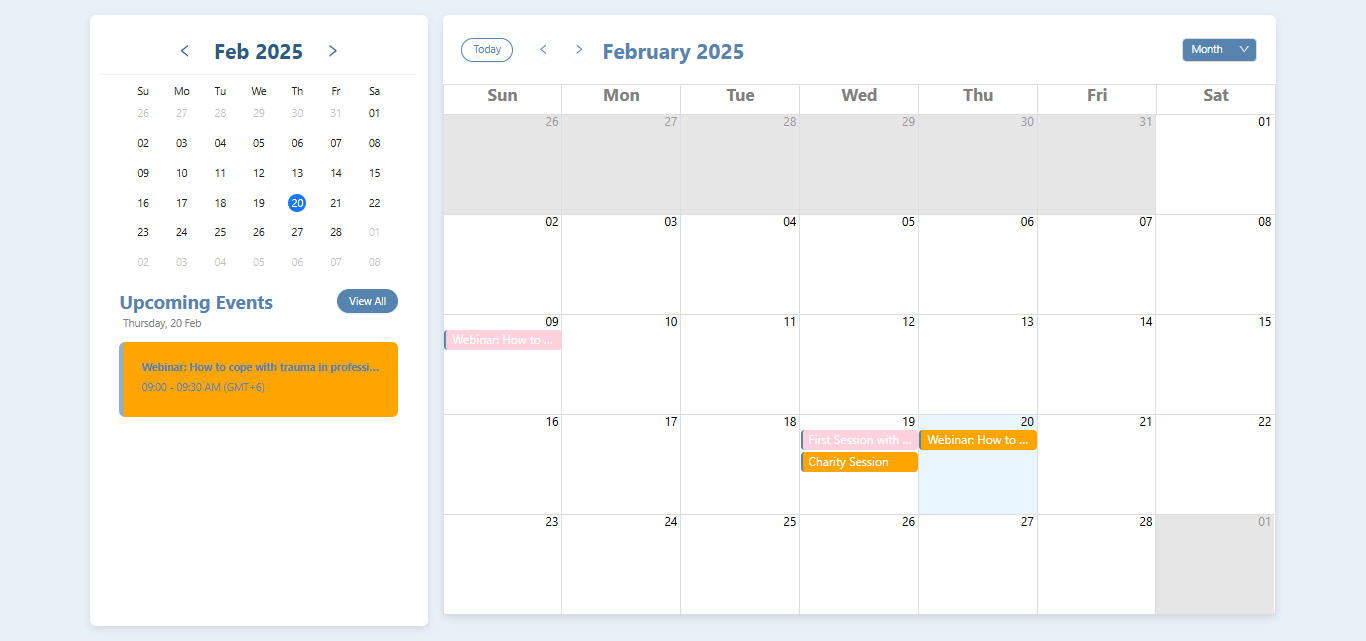 Feb 2025
Su Mo Tu We Th Fr Sa
26 27 28 29 30 31 01
02 03 04 05 06 07 08
09 10 11 12 13 14 15
16 17 18 19 20 21 22
23 24 25 26 27 28 01
02 03 04 05 06 07 08
Upcoming Events View All
Thursday, 20 Feb
Webinar: How to cope with trauma in professi...
09:00 - 09:30 AM (GMT+6)
Today February 2025 Month
Sun Mon Tue Wed Thu Fri Sat
26 27 28 29 30 31 01
02 03 04 05 06 07 08
09 10 11 12 13 14 15
Webinar: How to ...
16 17 18 19 20 21 22
First Session with ... Webinar: How to ...
Charity Session
23 24 25 26 27 28 01